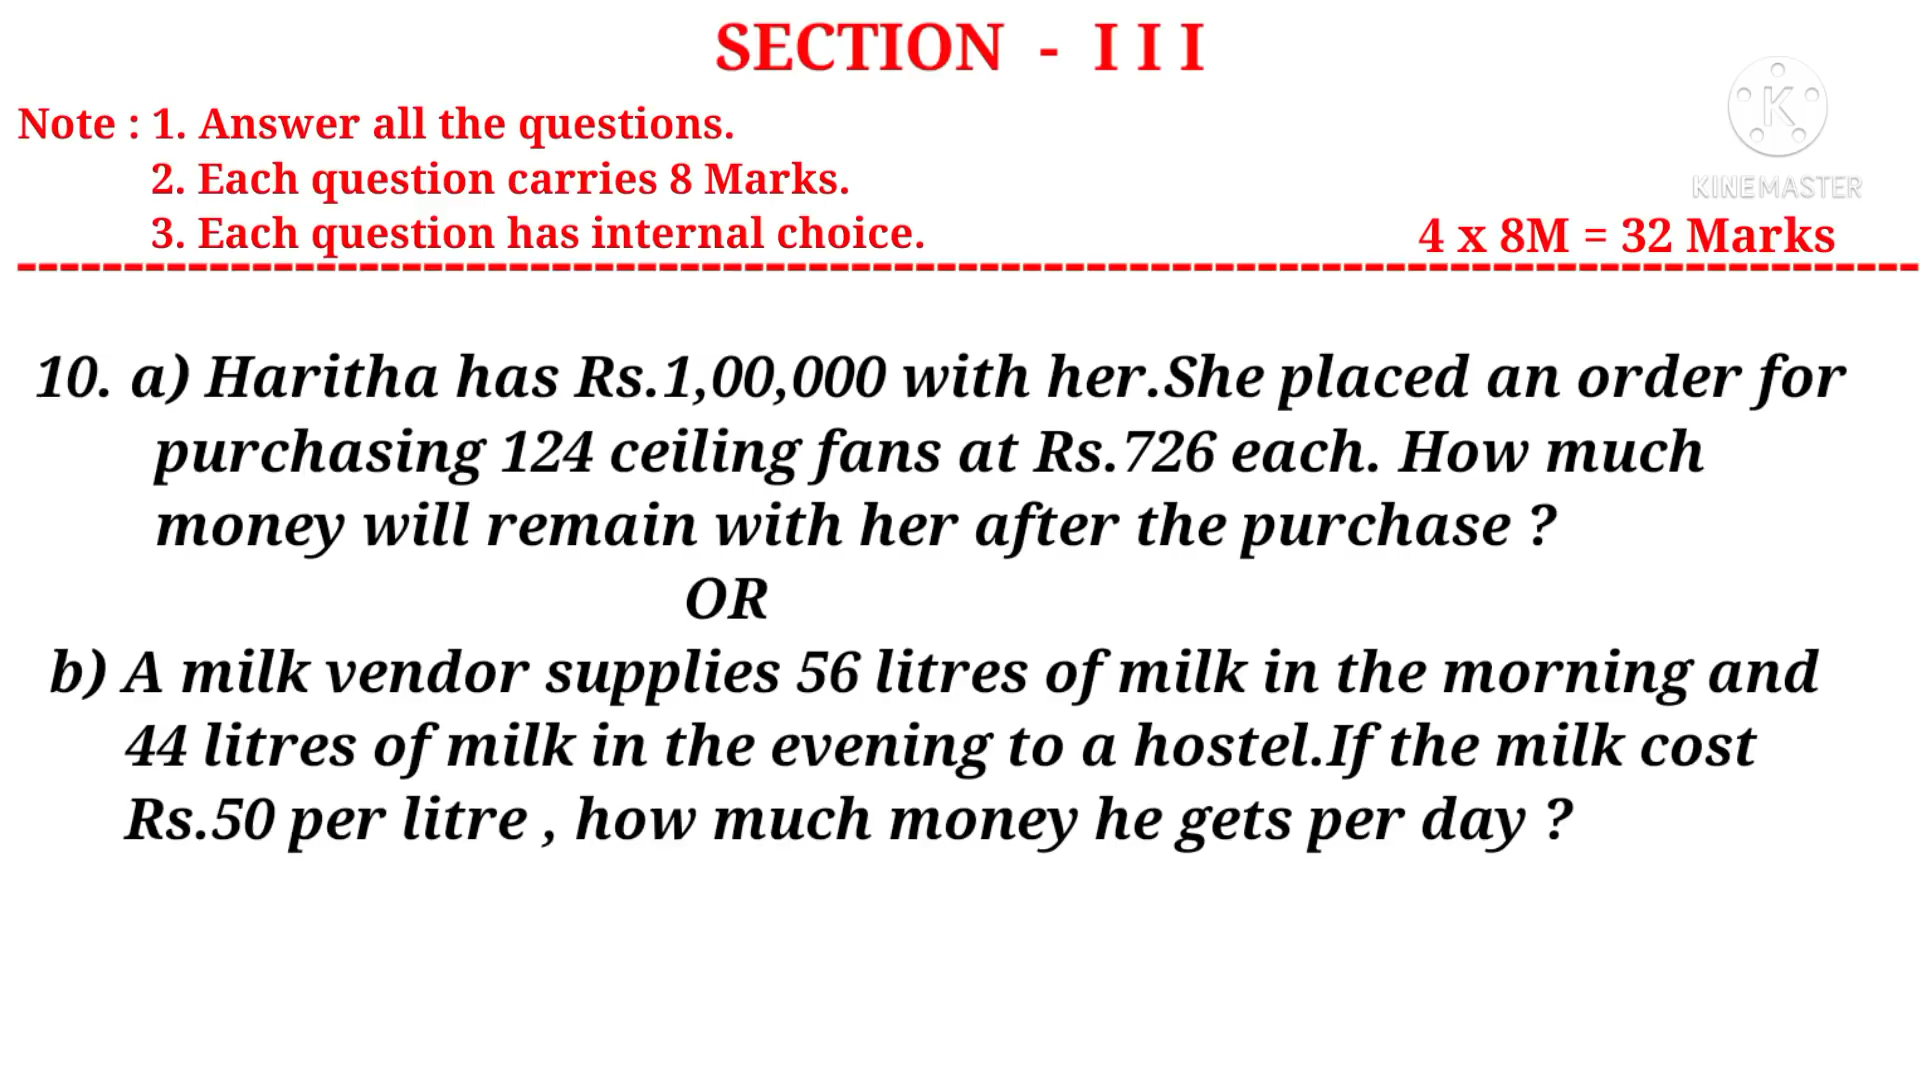 SECTION - I I I
Note : 1. Answer all the questions.
2. Each question carries 8 Marks.
3. Each question has internal choice.
4 x 8M = 32 Marks
KINEMASTER
10. a) Haritha has Rs.1,00,000 with her.She placed an order for
purchasing 124 ceiling fans at Rs.726 each. How much
money will remain with her after the purchase ?
OR
b) A milk vendor supplies 56 litres of milk in the morning and
44 litres of milk in the evening to a hostel.If the milk cost
Rs.50 per litre , how much money he gets per day ?